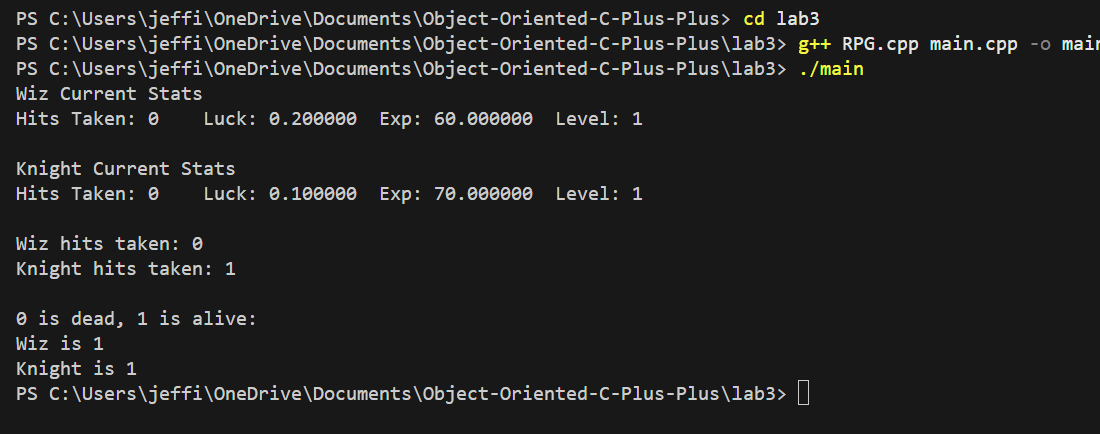 PS C:\Users\jeffi\OneDrive\Documents\Object-Oriented-C-Plus-Plus> cd lab3
PS C:\Users\jeffi\OneDrive\Documents\Object-Oriented-C-Plus-Plus\lab3> g++ RPG.cpp main.cpp -o main
PS C:\Users\jeffi\OneDrive\Documents\Object-Oriented-C-Plus-Plus\lab3> ./main
Wiz Current Stats
Hits Taken: 0    Luck: 0.200000  Exp: 60.000000  Level: 1
Knight Current Stats
Hits Taken: 0    Luck: 0.100000  Exp: 70.000000  Level: 1
Wiz hits taken: 0
Knight hits taken: 1
0 is dead, 1 is alive:
Wiz is 1
Knight is 1
PS C:\Users\jeffi\OneDrive\Documents\Object-Oriented-C-Plus-Plus\lab3>